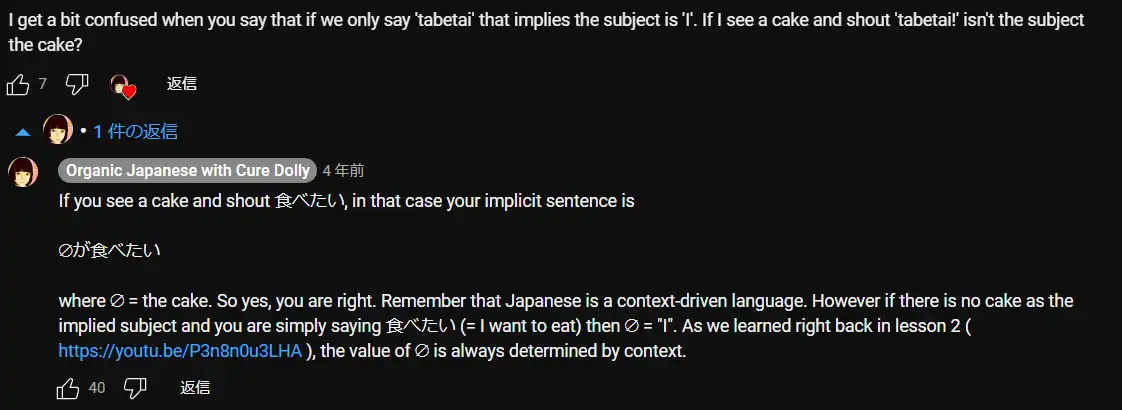 I get a bit confused when you say that if we only say 'tabetai' that implies the subject is 'I'. If I see a cake and shout 'tabetai!' isn't the subject
the cake?
7 返信
• 1 件の返信
Organic Japanese with Cure Dolly 4 年前
If you see a cake and shout 食べたい, in that case your implicit sentence is
∅が食べたい
where ∅ = the cake. So yes, you are right. Remember that Japanese is a context-driven language. However if there is no cake as the
implied subject and you are simply saying 食べたい (= I want to eat) then ∅ = "I". As we learned right back in lesson 2 (
https://youtu.be/P3n8n0u3LHA ), the value of ∅ is always determined by context.
40 返信